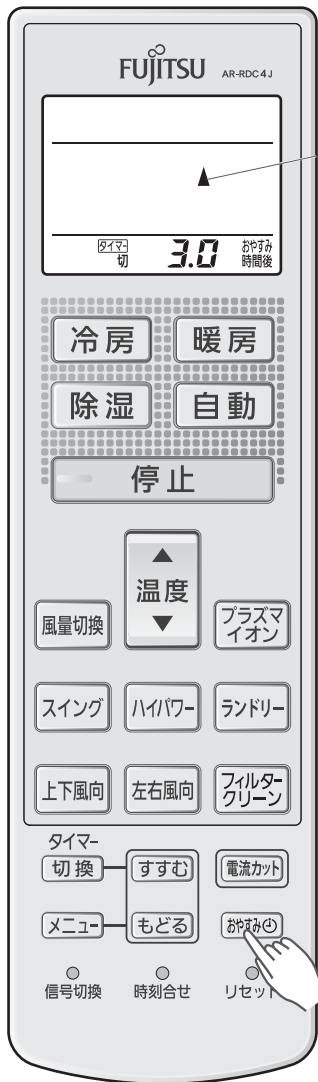 FUJITSU AR-RDC4J
タイマー 切 3.0 おやすみ 時間後
冷房 暖房
除湿 自動
停止
温度
風量切換 プラズマイオン
スイング ハイパワー ランドリー
上下風向 左右風向 フィルタークリーン
タイマー
切換 すすむ 電流カット
メニュー もどる おやすみ
信号切換 時刻合せ リセット